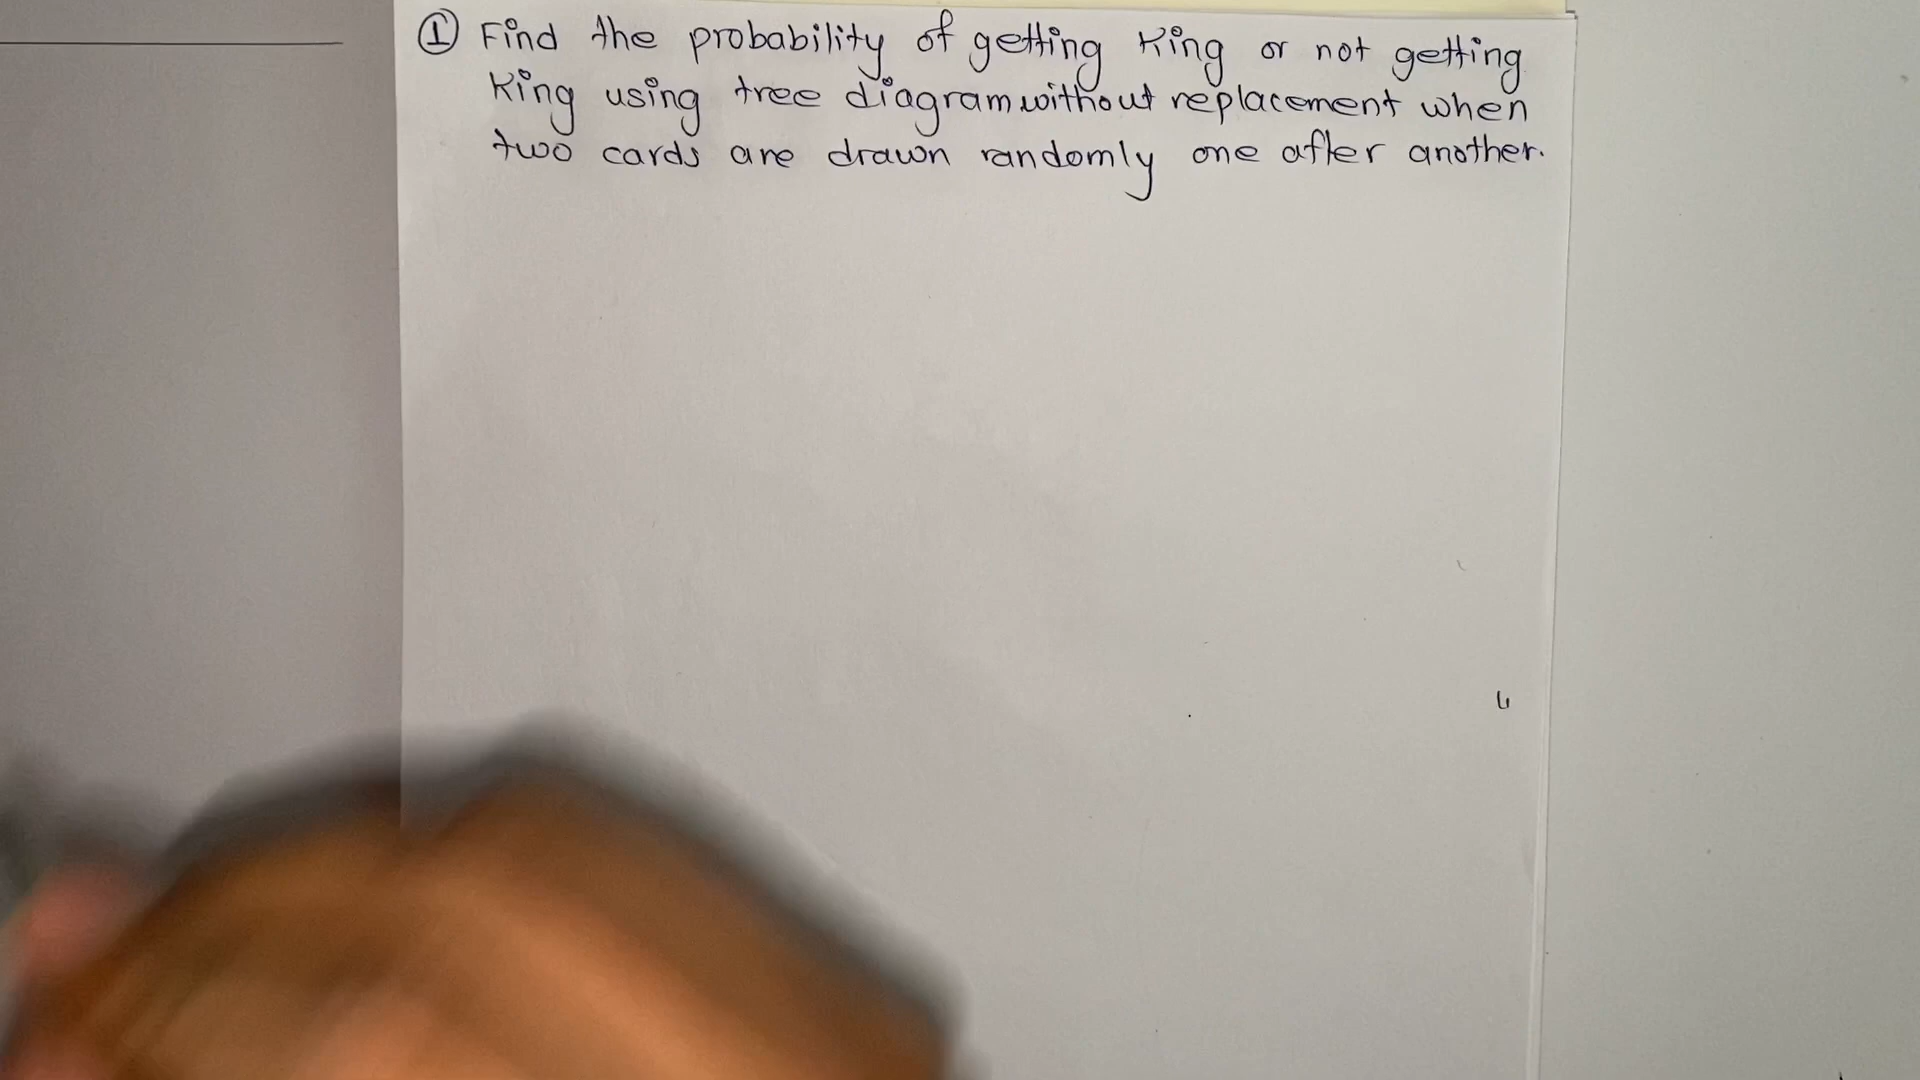 ① Find the probability of getting King or not getting
King using tree diagram without replacement when
two cards are drawn randomly one after another.